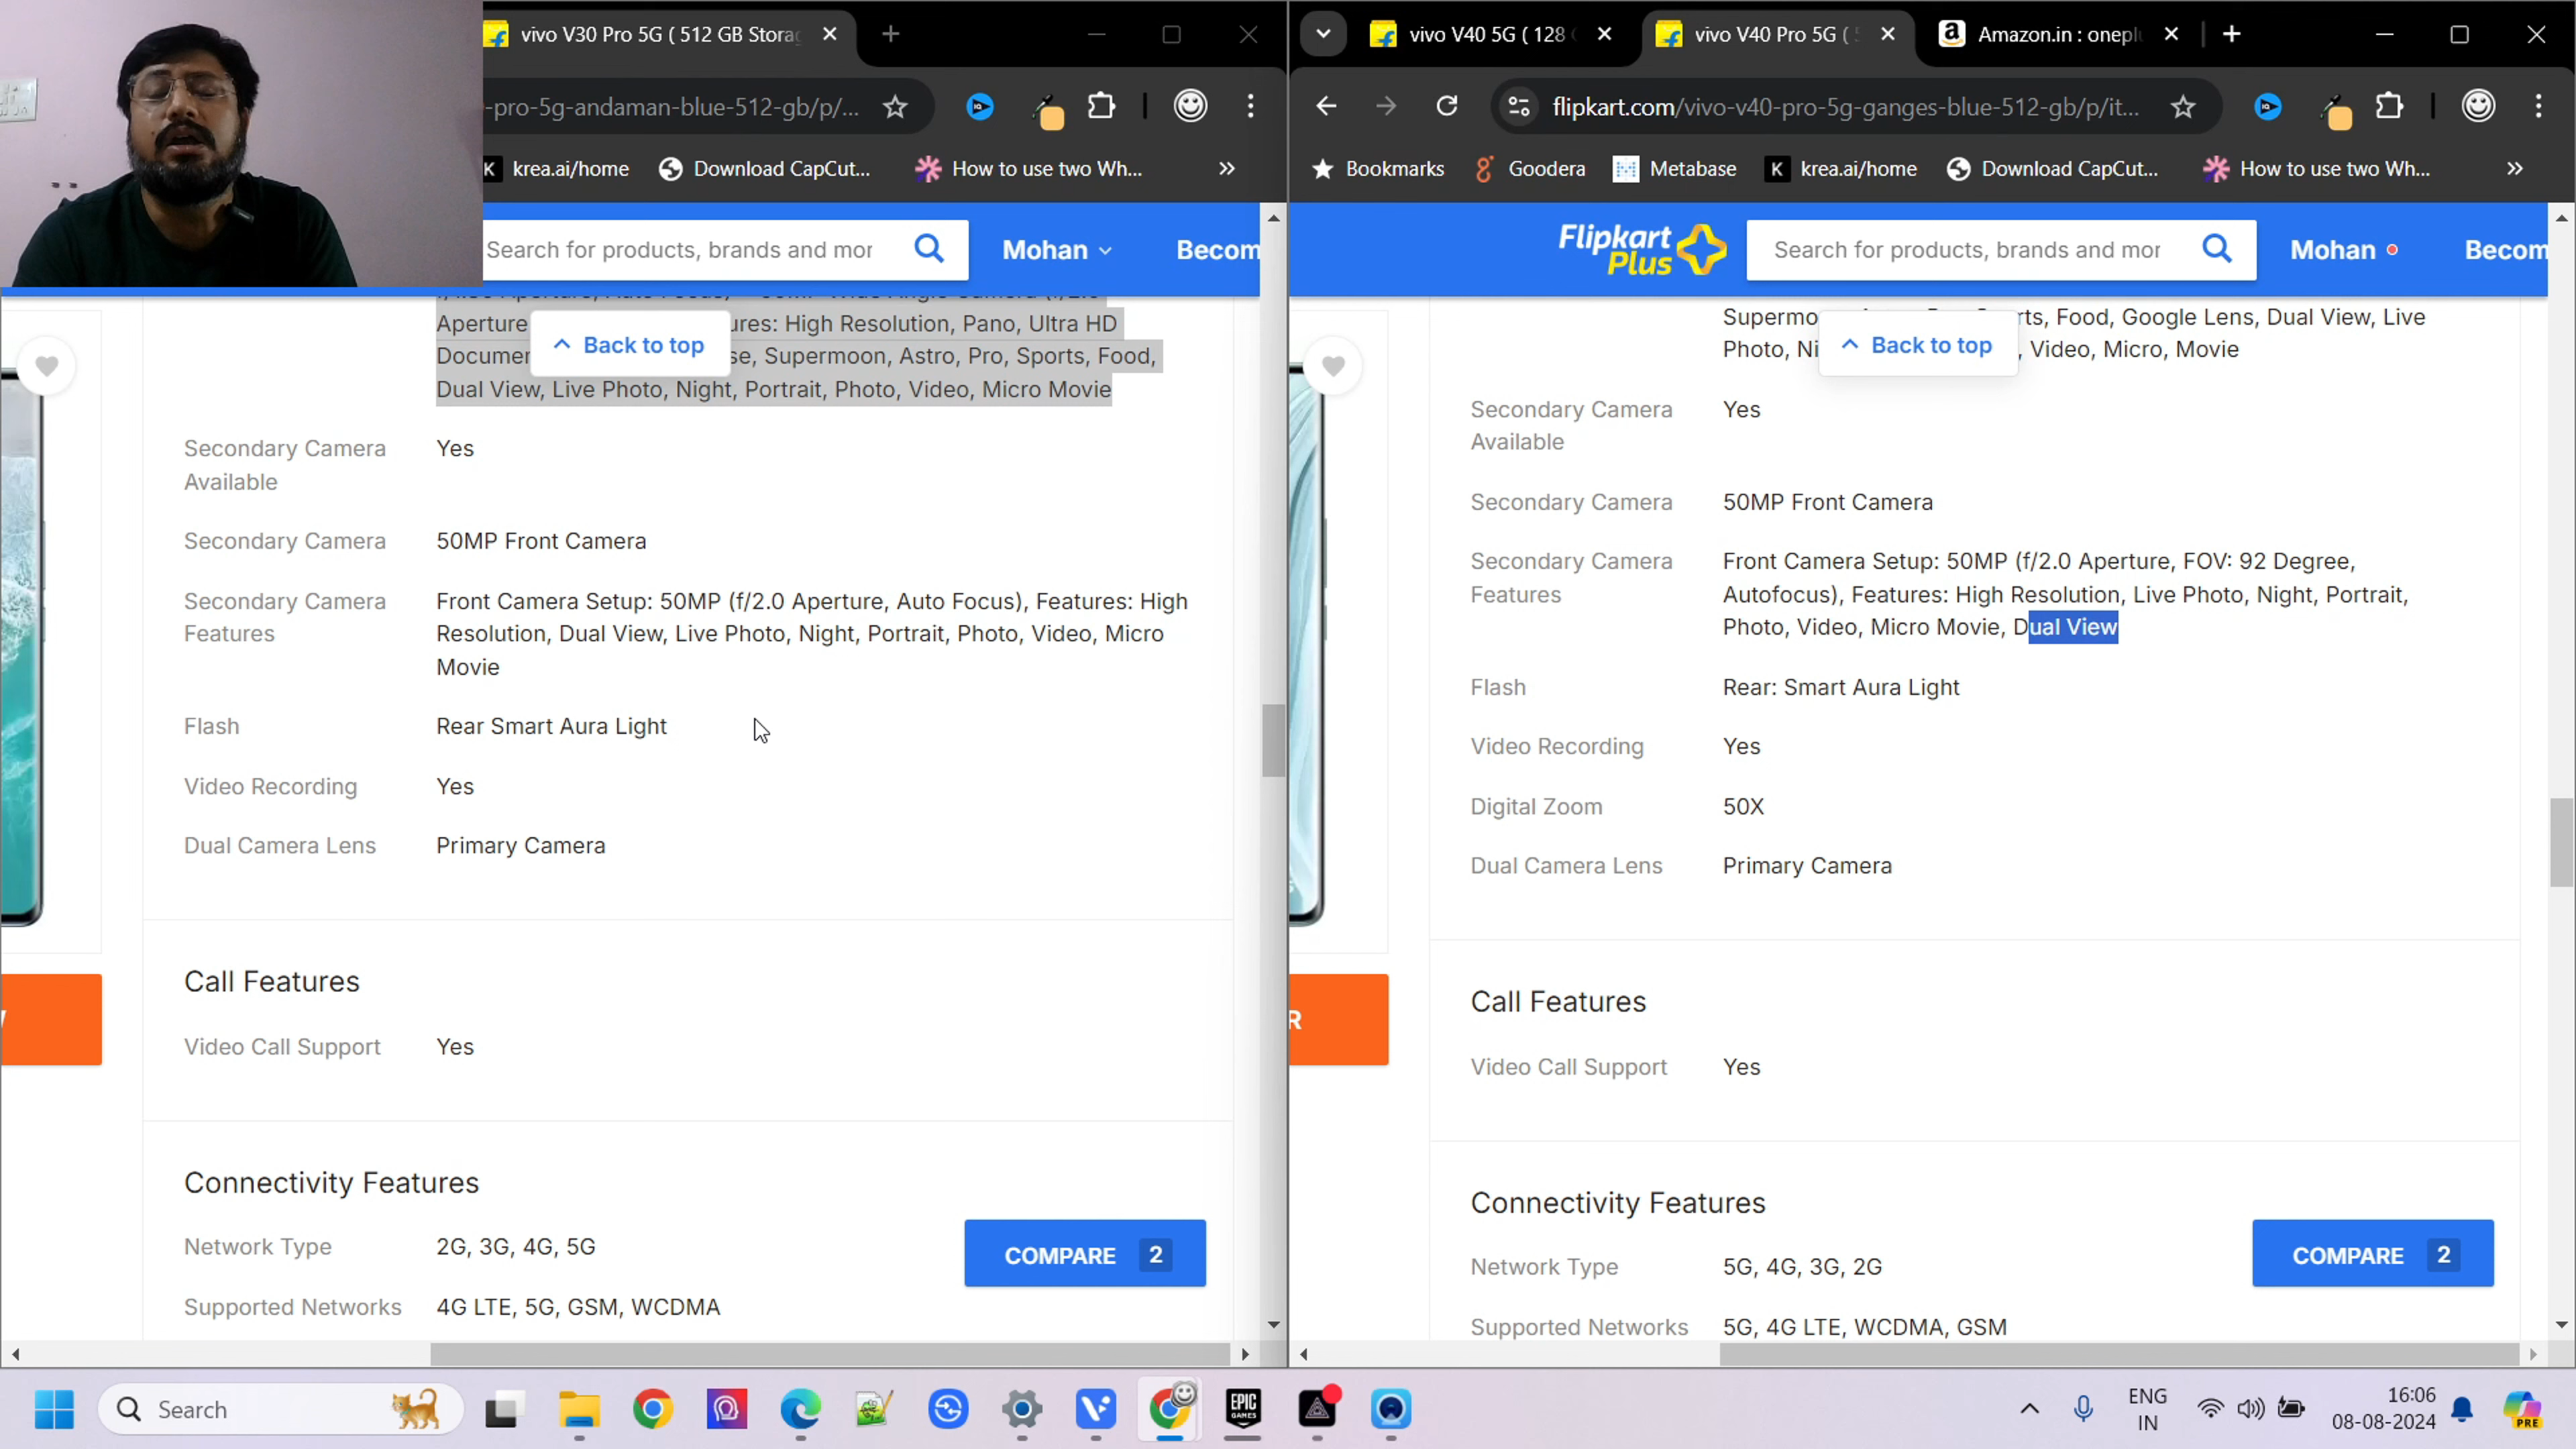 vivo V30 Pro 5G ( 512 GB Stora
-pro-5g-andaman-blue-512-gb/p/...
krea.ai/home
Download CapCut...
How to use two Wh...
Search for products, brands and mor
Mohan
Becom
Aperture
ures: High Resolution, Pano, Ultra HD
Documen
se, Supermoon, Astro, Pro, Sports, Food,
Dual View, Live Photo, Night, Portrait, Photo, Video, Micro Movie
Back to top
Secondary Camera
Available
Yes
Secondary Camera
50MP Front Camera
Secondary Camera
Features
Front Camera Setup: 50MP (f/2.0 Aperture, Auto Focus), Features: High
Resolution, Dual View, Live Photo, Night, Portrait, Photo, Video, Micro
Movie
Flash
Rear Smart Aura Light
Video Recording
Yes
Dual Camera Lens
Primary Camera
Call Features
Video Call Support
Yes
Connectivity Features
Network Type
2G, 3G, 4G, 5G
Supported Networks
4G LTE, 5G, GSM, WCDMA
COMPARE 2
vivo V40 5G ( 128
vivo V40 Pro 5G (
Amazon.in : onepl
flipkart.com/vivo-v40-pro-5g-ganges-blue-512-gb/p/it...
Bookmarks
Goodera
Metabase
krea.ai/home
Download CapCut...
How to use two Wh...
Flipkart
Plus
Search for products, brands and mor
Mohan
Becom
Supermo
rts, Food, Google Lens, Dual View, Live
Photo, Ni
Video, Micro, Movie
Back to top
Secondary Camera
Available
Yes
Secondary Camera
50MP Front Camera
Secondary Camera
Features
Front Camera Setup: 50MP (f/2.0 Aperture, FOV: 92 Degree,
Autofocus), Features: High Resolution, Live Photo, Night, Portrait,
Photo, Video, Micro Movie, Dual View
Flash
Rear: Smart Aura Light
Video Recording
Yes
Digital Zoom
50X
Dual Camera Lens
Primary Camera
R
Call Features
Video Call Support
Yes
Connectivity Features
Network Type
5G, 4G, 3G, 2G
Supported Networks
5G, 4G LTE, WCDMA, GSM
COMPARE 2
Search
EPIC
GAMES
ENG
IN
16:06
08-08-2024
PRE